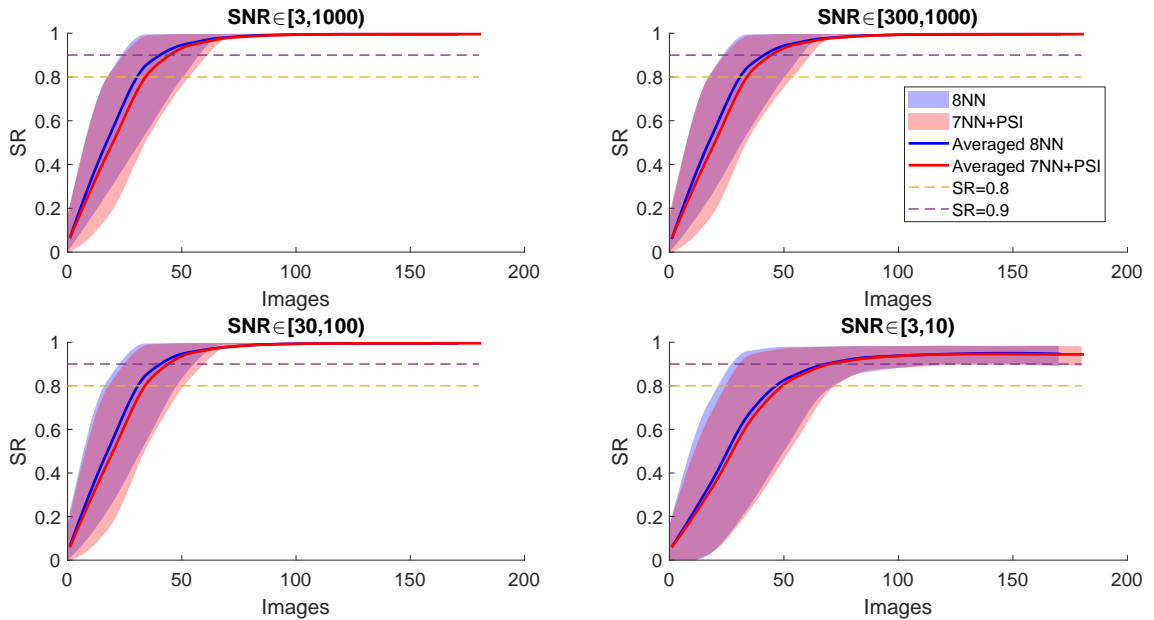 SNR∈[3,1000)
1
0.8
0.6
0.4
0.2
0
SR
0 50 100 150 200
Images
SNR∈[300,1000)
1
0.8
0.6
0.4
0.2
0
SR
0 50 100 150 200
Images
8NN
7NN+PSI
Averaged 8NN
Averaged 7NN+PSI
SR=0.8
SR=0.9
SNR∈[30,100)
1
0.8
0.6
0.4
0.2
0
SR
0 50 100 150 200
Images
SNR∈[3,10)
1
0.8
0.6
0.4
0.2
0
SR
0 50 100 150 200
Images